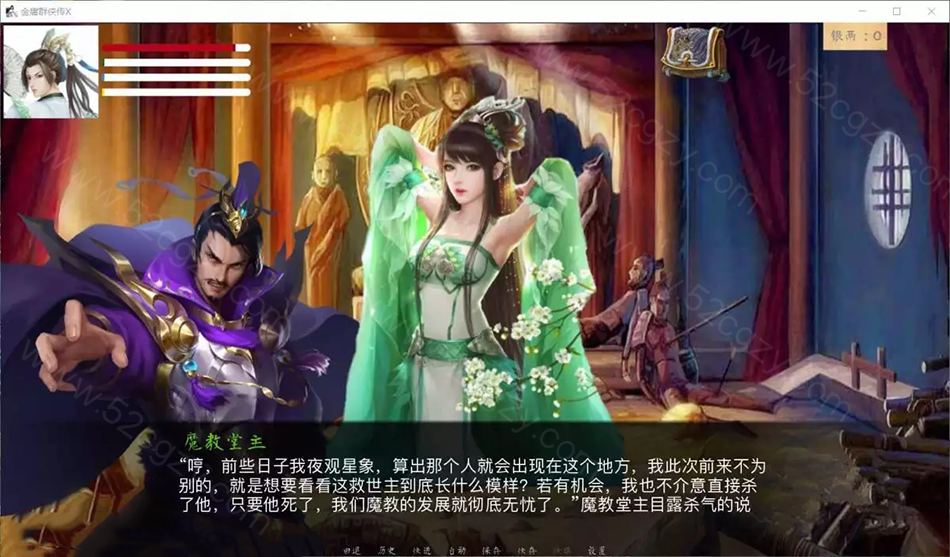 金庸群侠传X
银两：0
www.52cgzy.com
魔教堂主
“哼，前些日子我夜观星象，算出那个人就会出现在这个地方，我此次前来不为
别的，就是想要看看这救世主到底长什么模样？若有机会，我也不介意直接杀
了他，只要他死了，我们魔教的发展就彻底无忧了。”魔教堂主目露杀气的说
回退 历史 快进 自动 保存 快存 快读 设置